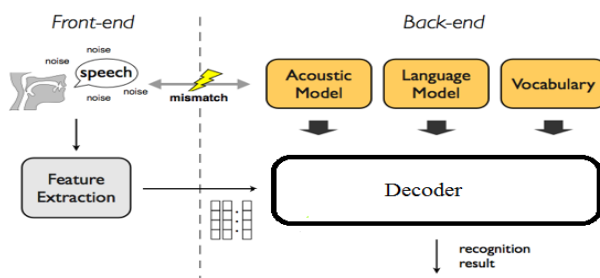 Front-end
Back-end
noise
noise
speech
noise
noise
mismatch
Acoustic
Model
Language
Model
Vocabulary
Feature
Extraction
Decoder
recognition
result